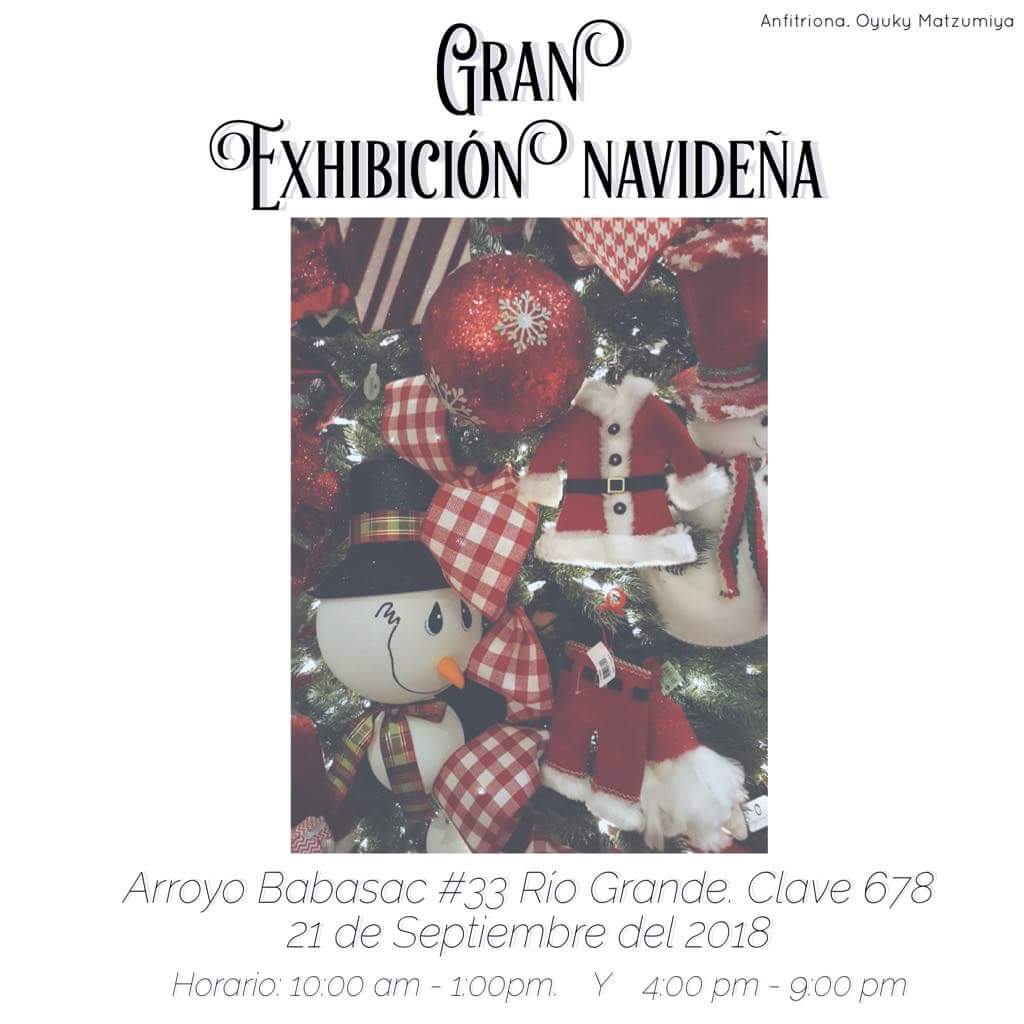 Anfitriona. Oyuky Matzumiya
Gran
Exhibición navideña
Arroyo Babasac #33 Río Grande. Clave 678
21 de Septiembre del 2018
Horario: 10:00 am - 1:00pm. Y 4:00 pm - 9:00 pm